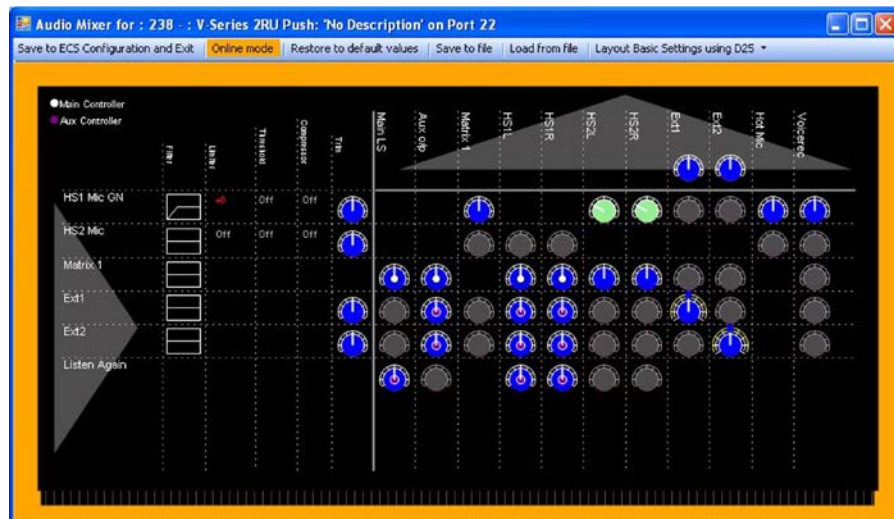 Audio Mixer for : 238 - : V-Series 2RU Push: 'No Description' on Port 22
Save to ECS Configuration and Exit Online mode Restore to default values Save to file Load from file Layout Basic Settings using D25
Main Controller
Aux Controller
Filter Limiter Threshold Compressor Trim Main LS Aux o/p Matrix 1 HS1L HS1R HS2L HS2R Ext1 Ext2 Hot Mic Voicerec
HS1 Mic GN +8 Off Off
HS2 Mic Off Off Off
Matrix 1
Ext1
Ext2
Listen Again